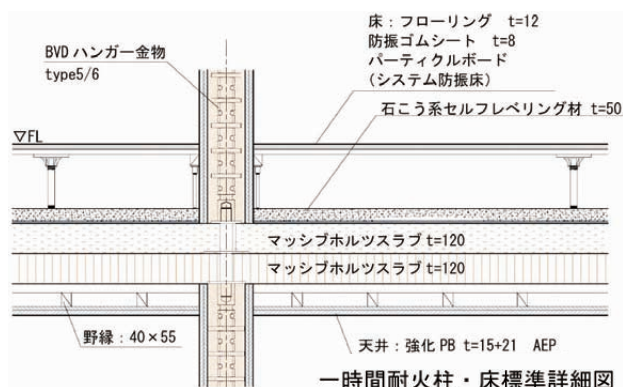 床：フローリング t=12
防振ゴムシート t=8
パーティクルボード
(システム防振床)
BVD ハンガー金物
type5/6
石こう系セルフレベリング材 t=50
▽FL
マッシブホルツスラブ t=120
マッシブホルツスラブ t=120
野縁：40×55
天井：強化 PB t=15+21 AEP
一時間耐火柱・床標準詳細図